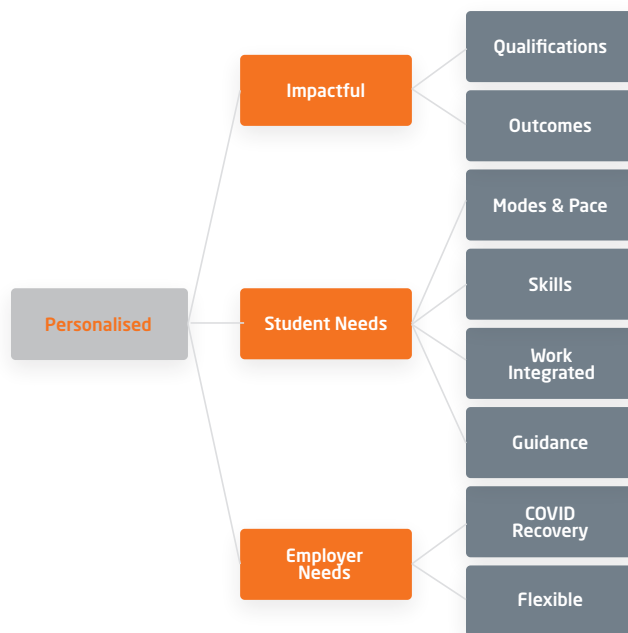 Qualifications
Impactful
Outcomes
Modes & Pace
Skills
Personalised
Student Needs
Work
Integrated
Guidance
COVID
Recovery
Employer
Needs
Flexible